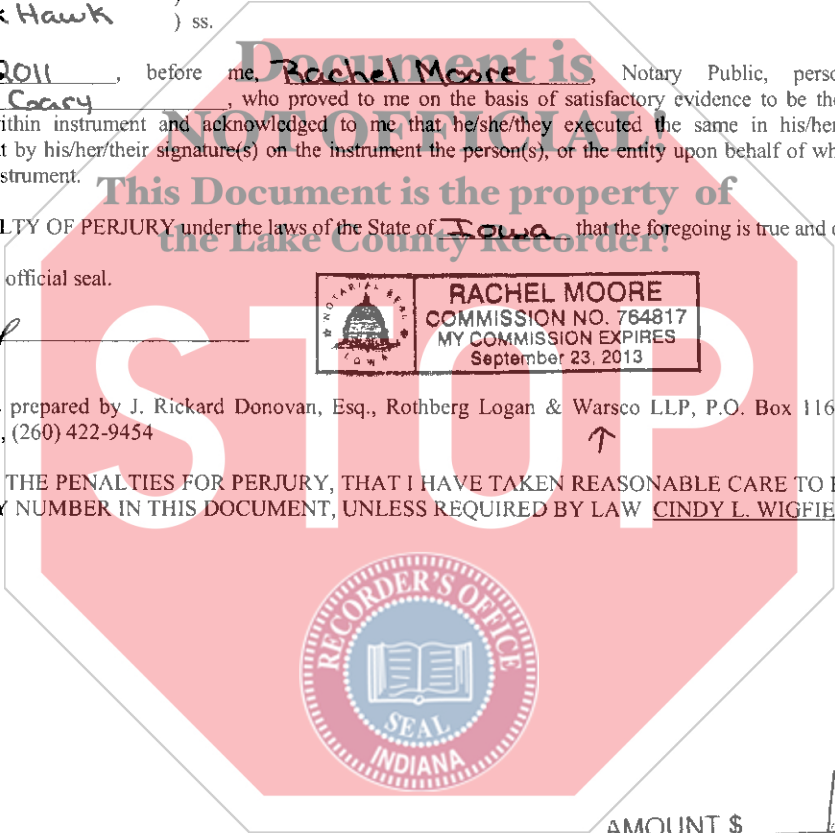 k Hawk ) ss.
Document is
2011, before me, Rachel Moore, Notary Public, perso
Geary, who proved to me on the basis of satisfactory evidence to be the
NOT OFFICIAL!
ithin instrument and acknowledged to me that he/she/they executed the same in his/her
t by his/her/their signature(s) on the instrument the person(s), or the entity upon behalf of wh
strument.
This Document is the property of
LTY OF PERJURY under the laws of the State of Iowa that the foregoing is true and c
the Lake County Recorder!
official seal.
NOTARIAL SEAL
IOWA
RACHEL MOORE
COMMISSION NO. 764817
MY COMMISSION EXPIRES
September 23, 2013
STOP
prepared by J. Rickard Donovan, Esq., Rothberg Logan & Warsco LLP, P.O. Box 116
, (260) 422-9454
THE PENALTIES FOR PERJURY, THAT I HAVE TAKEN REASONABLE CARE TO
Y NUMBER IN THIS DOCUMENT, UNLESS REQUIRED BY LAW CINDY L. WIGFIE
RECORDER'S OFFICE
SEAL
INDIANA
AMOUNT $